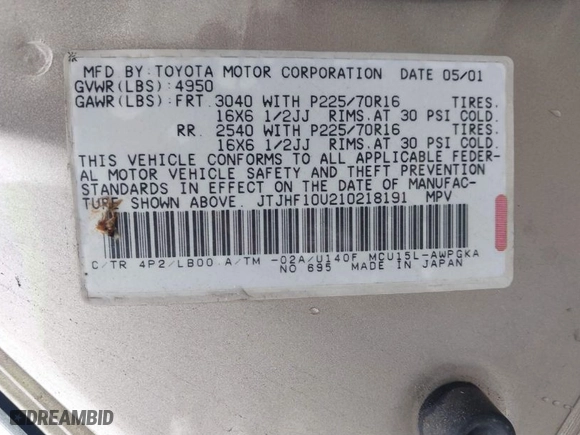 MFD BY: TOYOTA MOTOR CORPORATION DATE 05/01
GVWR(LBS): 4950
GAWR(LBS): FRT 3040 WITH P225/70R16 TIRES.
16X6 1/2JJ RIMS.AT 30 PSI COLD.
RR 2540 WITH P225/70R16 TIRES.
16X6 1/2JJ RIMS.AT 30 PSI COLD.
THIS VEHICLE CONFORMS TO ALL APPLICABLE FEDER-
AL MOTOR VEHICLE SAFETY AND THEFT PREVENTION
STANDARDS IN EFFECT ON THE DATE OF MANUFAC-
TURE SHOWN ABOVE. JTJHF10U210218191 MPV
C/TR 4P2/LB00 A/TM -02A/U140F MCU15L-AWPGKA
NO 695 MADE IN JAPAN
DREAMBID